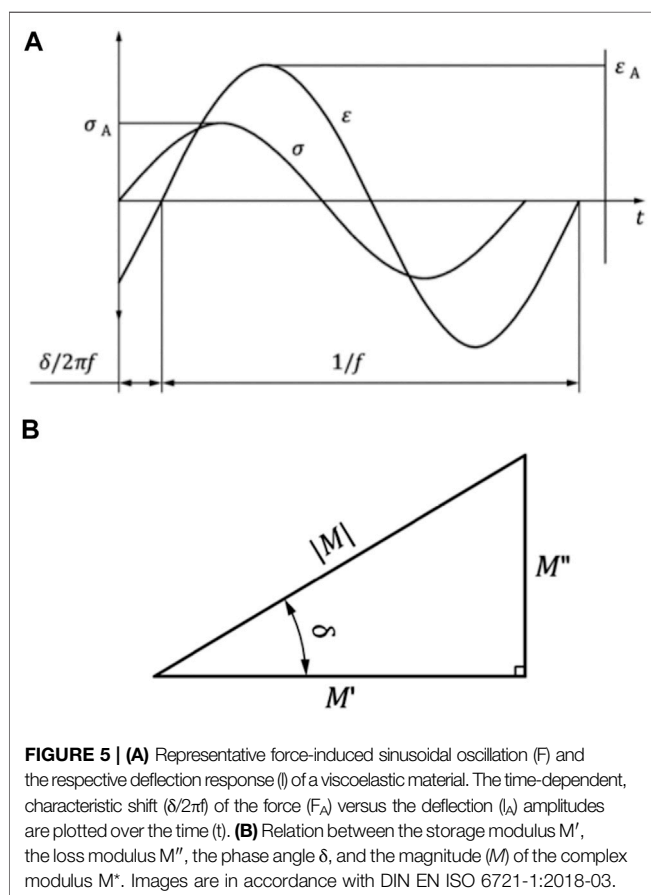 A
σ A
ε A
ε
σ
t
δ/2πf
1/f
B
|M|
M"
δ
M'
FIGURE 5 | (A) Representative force-induced sinusoidal oscillation (F) and
the respective deflection response (l) of a viscoelastic material. The time-dependent,
characteristic shift (δ/2πf) of the force (FA) versus the deflection (lA) amplitudes
are plotted over the time (t). (B) Relation between the storage modulus M′,
the loss modulus M″, the phase angle δ, and the magnitude (M) of the complex
modulus M*. Images are in accordance with DIN EN ISO 6721-1:2018-03.